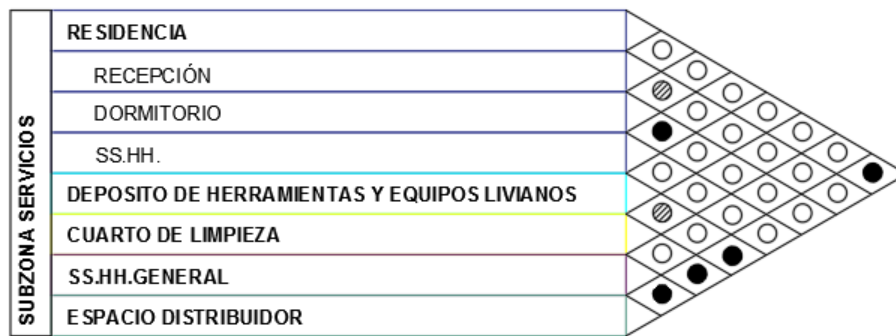 SUBZONA SERVICIOS
RESIDENCIA
RECEPCIÓN
DORMITORIO
SS.HH.
DEPOSITO DE HERRAMIENTAS Y EQUIPOS LIVIANOS
CUARTO DE LIMPIEZA
SS.HH.GENERAL
ESPACIO DISTRIBUIDOR